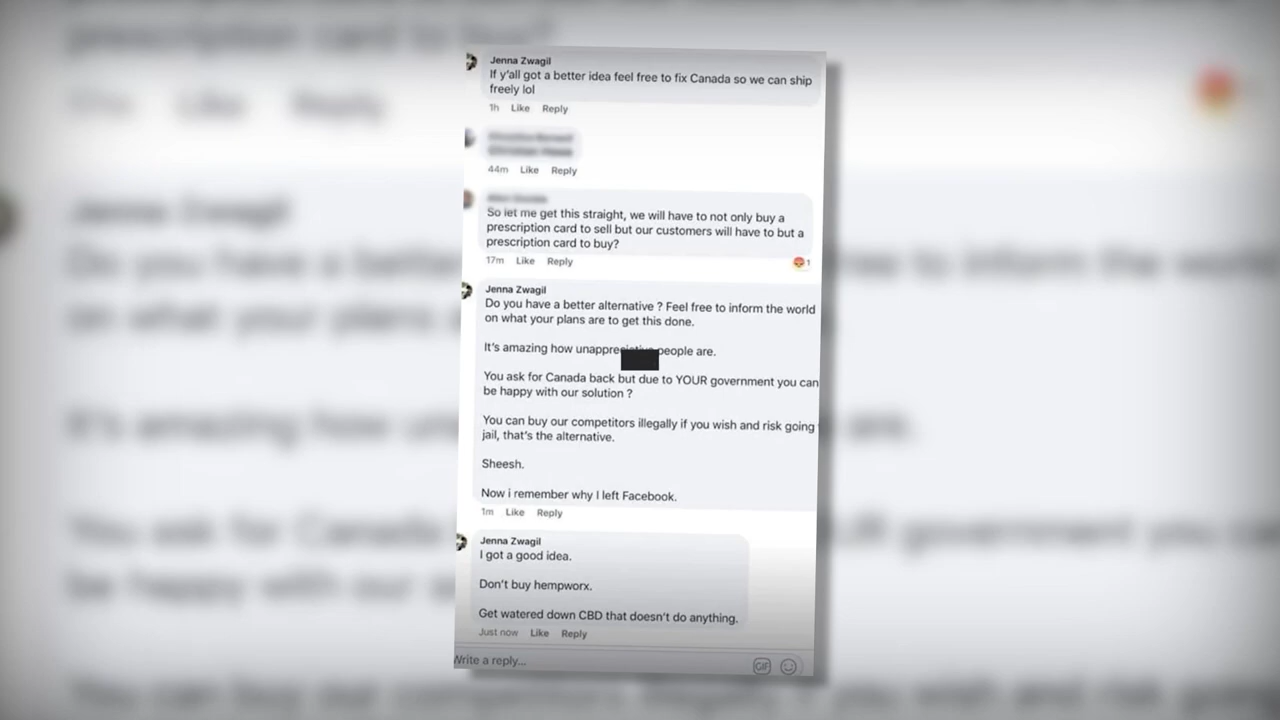 Jenna Zwagil
If y'all got a better idea feel free to fix Canada so we can ship
freely lol
1h Like Reply
44m Like Reply
So let me get this straight, we will have to not only buy a
prescription card to sell but our customers will have to but a
prescription card to buy?
17m Like Reply
1
Jenna Zwagil
Do you have a better alternative ? Feel free to inform the world
on what your plans are to get this done.
It's amazing how people are.
You ask for Canada back but due to YOUR government you can
be happy with our solution ?
You can buy our competitors illegally if you wish and risk going
jail, that's the alternative.
Sheesh.
Now i remember why I left Facebook.
1m Like Reply
Jenna Zwagil
I got a good idea.
Don't buy hempworx.
Get watered down CBD that doesn't do anything.
Just now Like Reply
Write a reply...
GIF